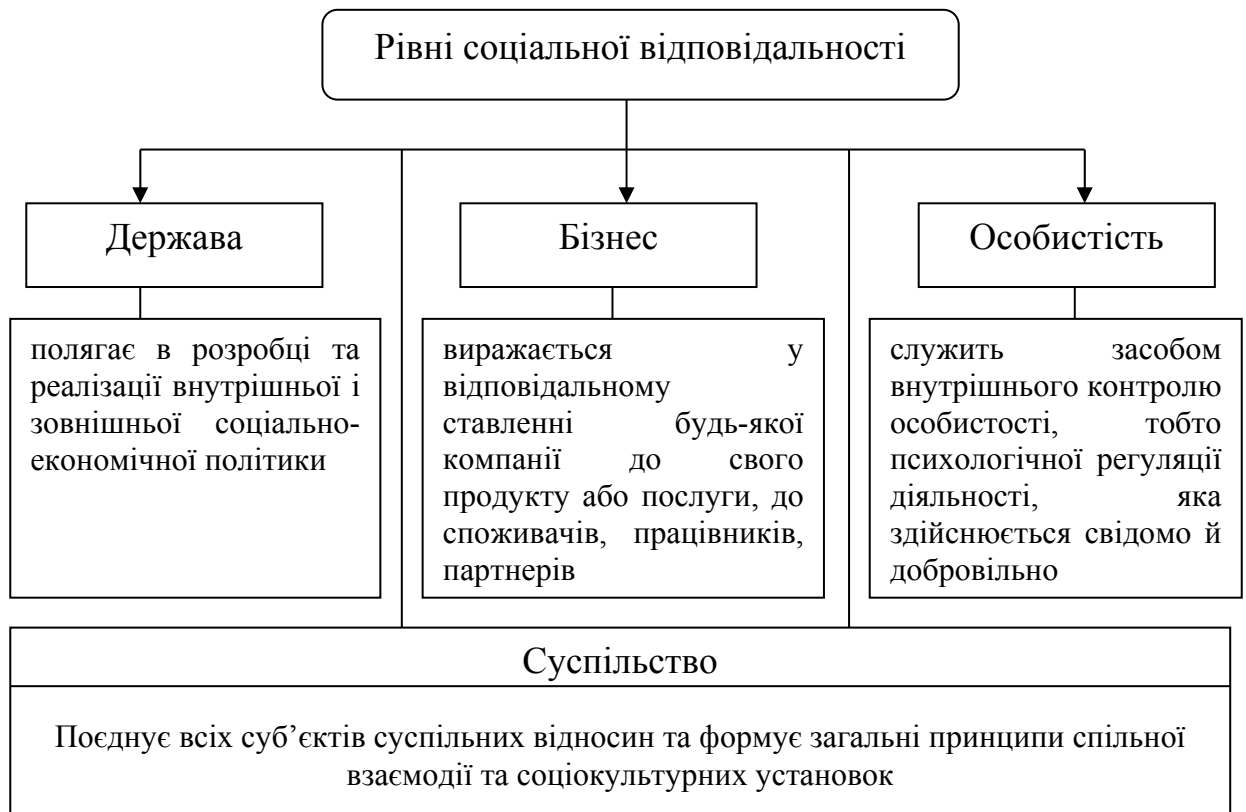 Рівні соціальної відповідальності
Держава
Бізнес
Особистість
полягає в розробці та
реалізації внутрішньої і
зовнішньої соціально-
економічної політики
виражається у
відповідальному
ставленні будь-якої
компанії до свого
продукту або послуги, до
споживачів, працівників,
партнерів
служить засобом
внутрішнього контролю
особистості, тобто
психологічної регуляції
діяльності, яка
здійснюється свідомо й
добровільно
Суспільство
Поєднує всіх суб’єктів суспільних відносин та формує загальні принципи спільної
взаємодії та соціокультурних установок